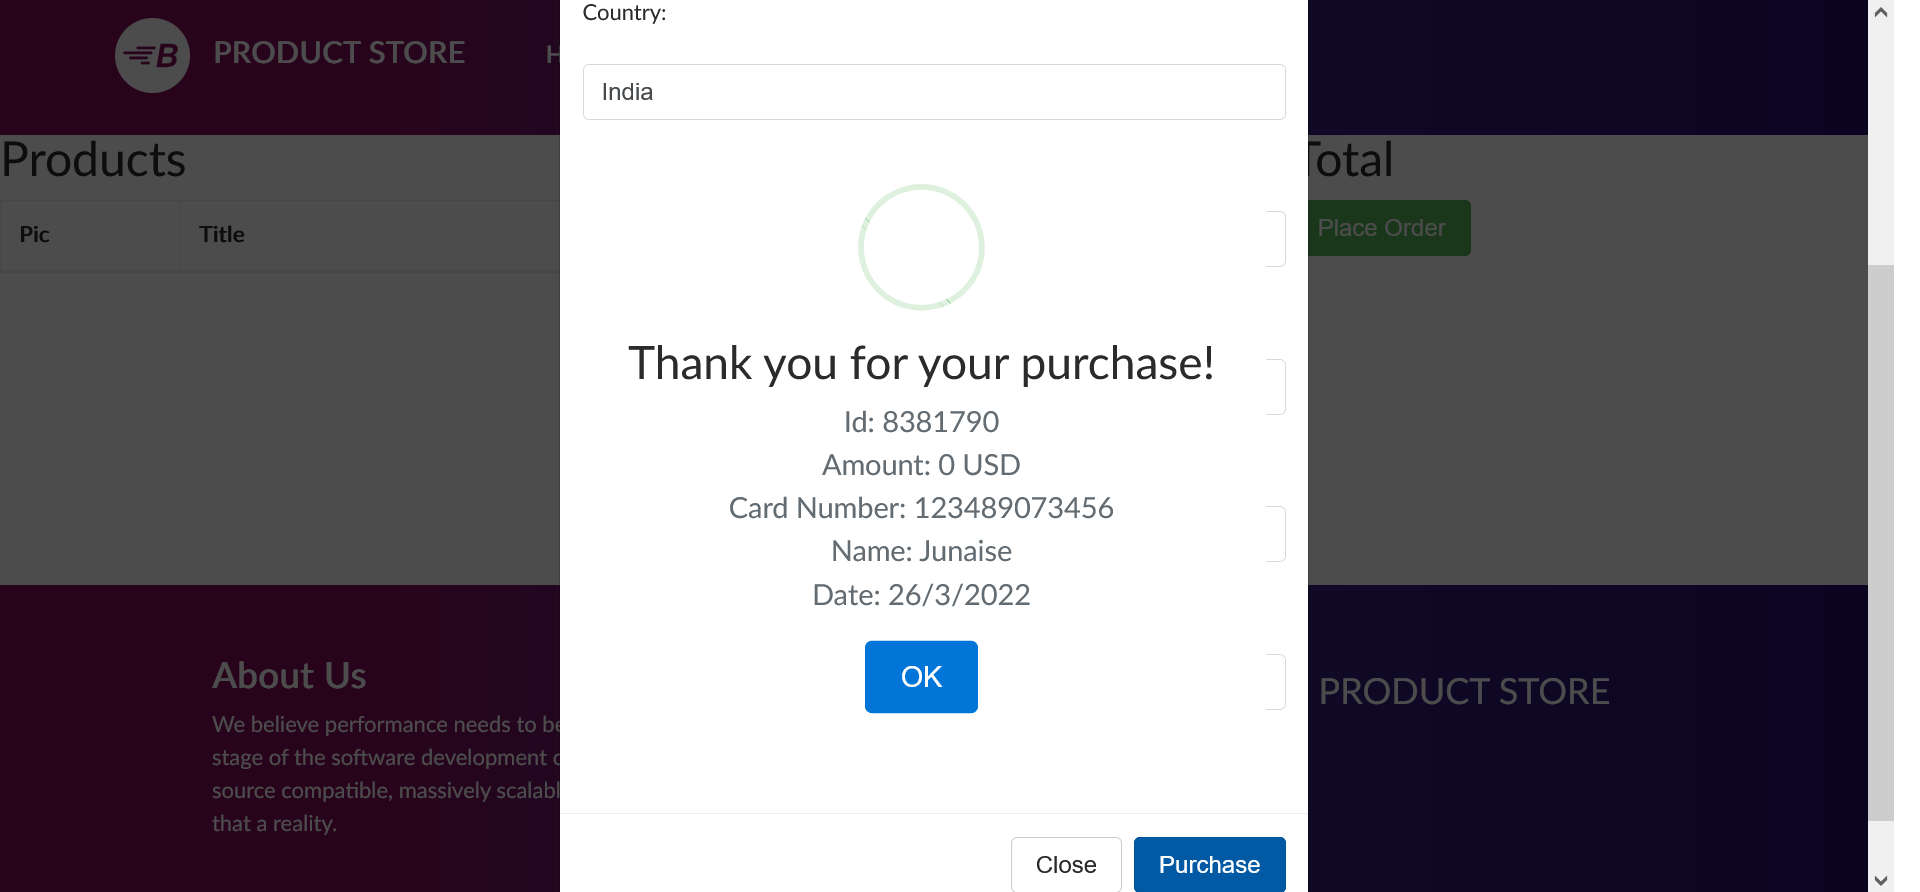 Country:
B PRODUCT STORE H
India
Products
Total
Pic Title
Place Order
Thank you for your purchase!
Id: 8381790
Amount: 0 USD
Card Number: 123489073456
Name: Junaise
Date: 26/3/2022
OK
About Us
We believe performance needs to be
stage of the software development
source compatible, massively scalabl
that a reality.
PRODUCT STORE
Close Purchase